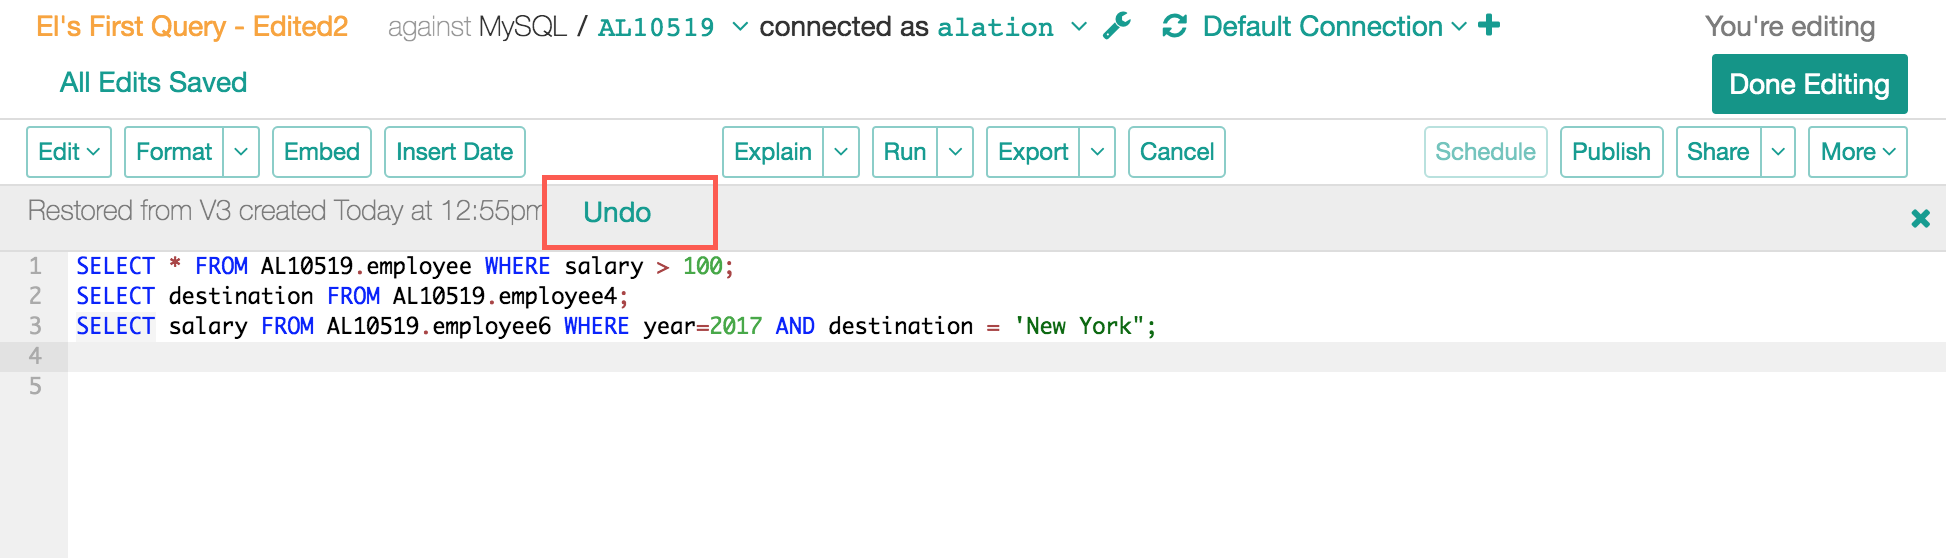 El's First Query - Edited2 against MySQL / AL10519 connected as alation Default Connection You're editing
All Edits Saved Done Editing
Edit Format Embed Insert Date Explain Run Export Cancel Schedule Publish Share More
Restored from V3 created Today at 12:55pm Undo
1 SELECT * FROM AL10519.employee WHERE salary > 100;
2 SELECT destination FROM AL10519.employee4;
3 SELECT salary FROM AL10519.employee6 WHERE year=2017 AND destination = 'New York";
4
5